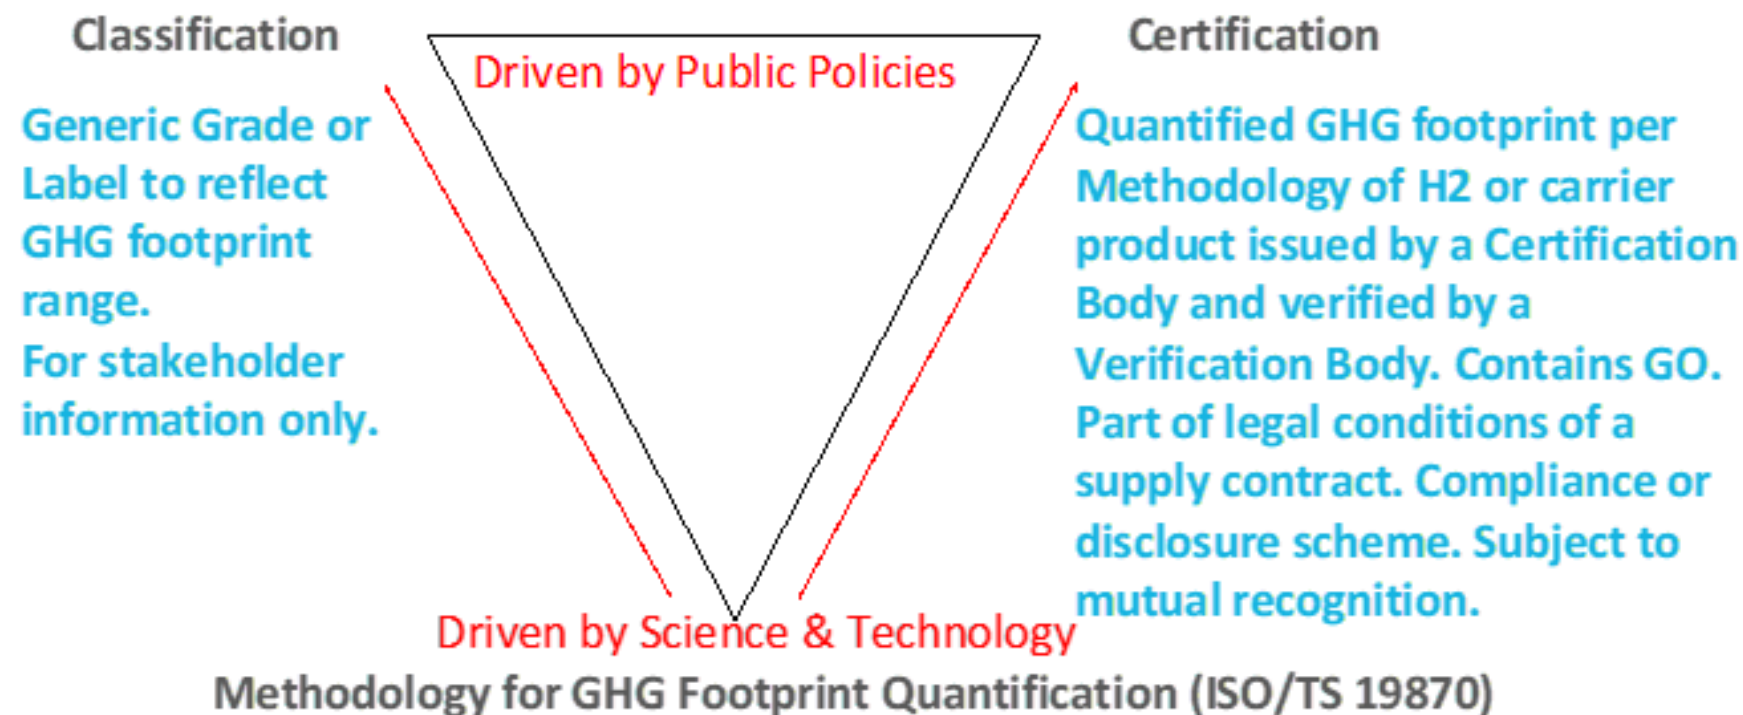 Classification
Driven by Public Policies
Certification
Generic Grade or
Label to reflect
GHG footprint
range.
For stakeholder
information only.
Quantified GHG footprint per
Methodology of H2 or carrier
product issued by a Certification
Body and verified by a
Verification Body. Contains GO.
Part of legal conditions of a
supply contract. Compliance or
disclosure scheme. Subject to
mutual recognition.
Driven by Science & Technology
Methodology for GHG Footprint Quantification (ISO/TS 19870)